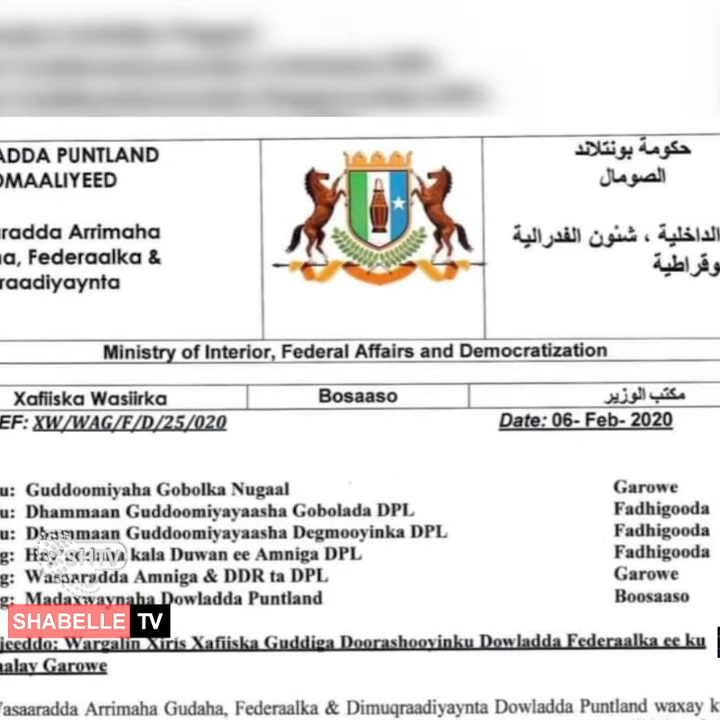 ADDA PUNTLAND
OMAALIYEED
حكومة بونتلاند
الصومال
aradda Arrimaha
a, Federaalka &
raadiyaynta
الداخلية ، شئون الفدرالية
وقراطية
Ministry of Interior, Federal Affairs and Democratization
Xafiiska Wasiirka Bosaaso مكتب الوزير
EF: XW/WAG/F/D/25/020 Date: 06- Feb- 2020
u: Guddoomiyaha Gobolka Nugaal Garowe
u: Dhammaan Guddoomiyayaasha Gobolada DPL Fadhigooda
u: Dhammaan Guddoomiyayaasha Degmooyinka DPL Fadhigooda
g: kala Duwan ee Amniga DPL Fadhigooda
g: Wasaaradda Amniga & DDR ta DPL Garowe
g: Madaxwaynaha Dowladda Puntland Boosaaso
SHABELLE TV
jeeddo: Wargalin Xiris Xafiiska Guddiga Doorashooyinku Dowladda Federaalka ee ku
aalay Garowe
asaaradda Arrimaha Gudaha, Federaalka & Dimuqraadiyaynta Dowladda Puntland waxay k